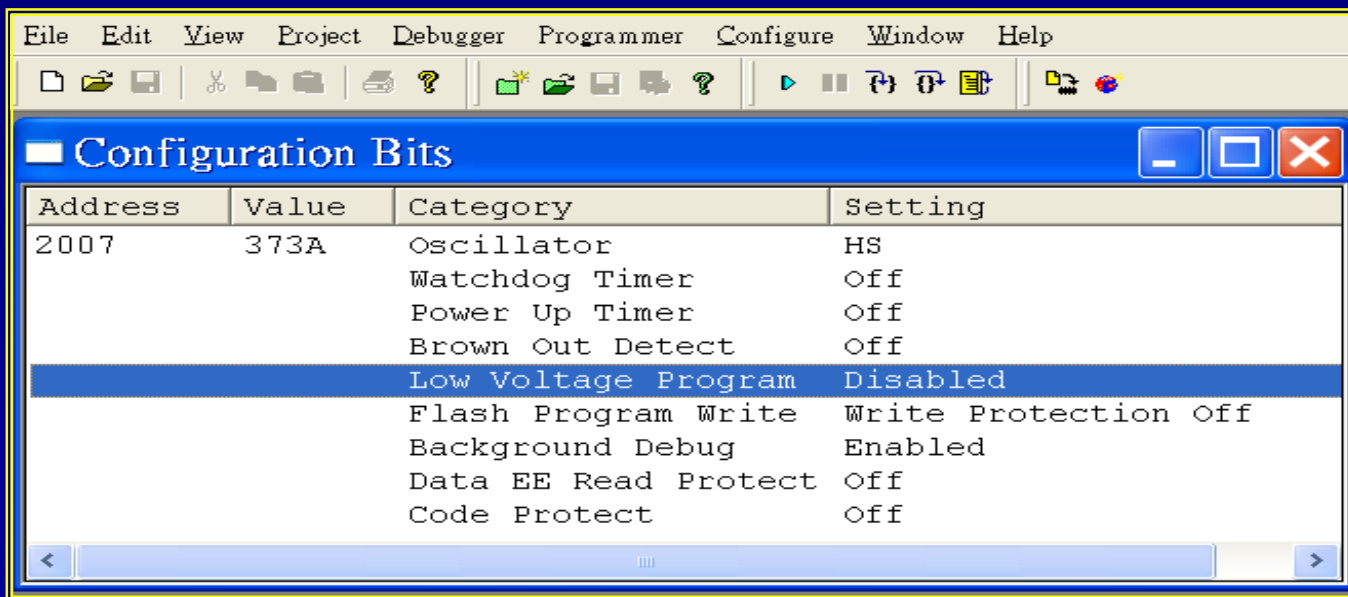 File Edit View Project Debugger Programmer Configure Window Help
Configuration Bits
Address Value Category Setting
2007 373A Oscillator HS
Watchdog Timer Off
Power Up Timer Off
Brown Out Detect Off
Low Voltage Program Disabled
Flash Program Write Write Protection Off
Background Debug Enabled
Data EE Read Protect Off
Code Protect Off